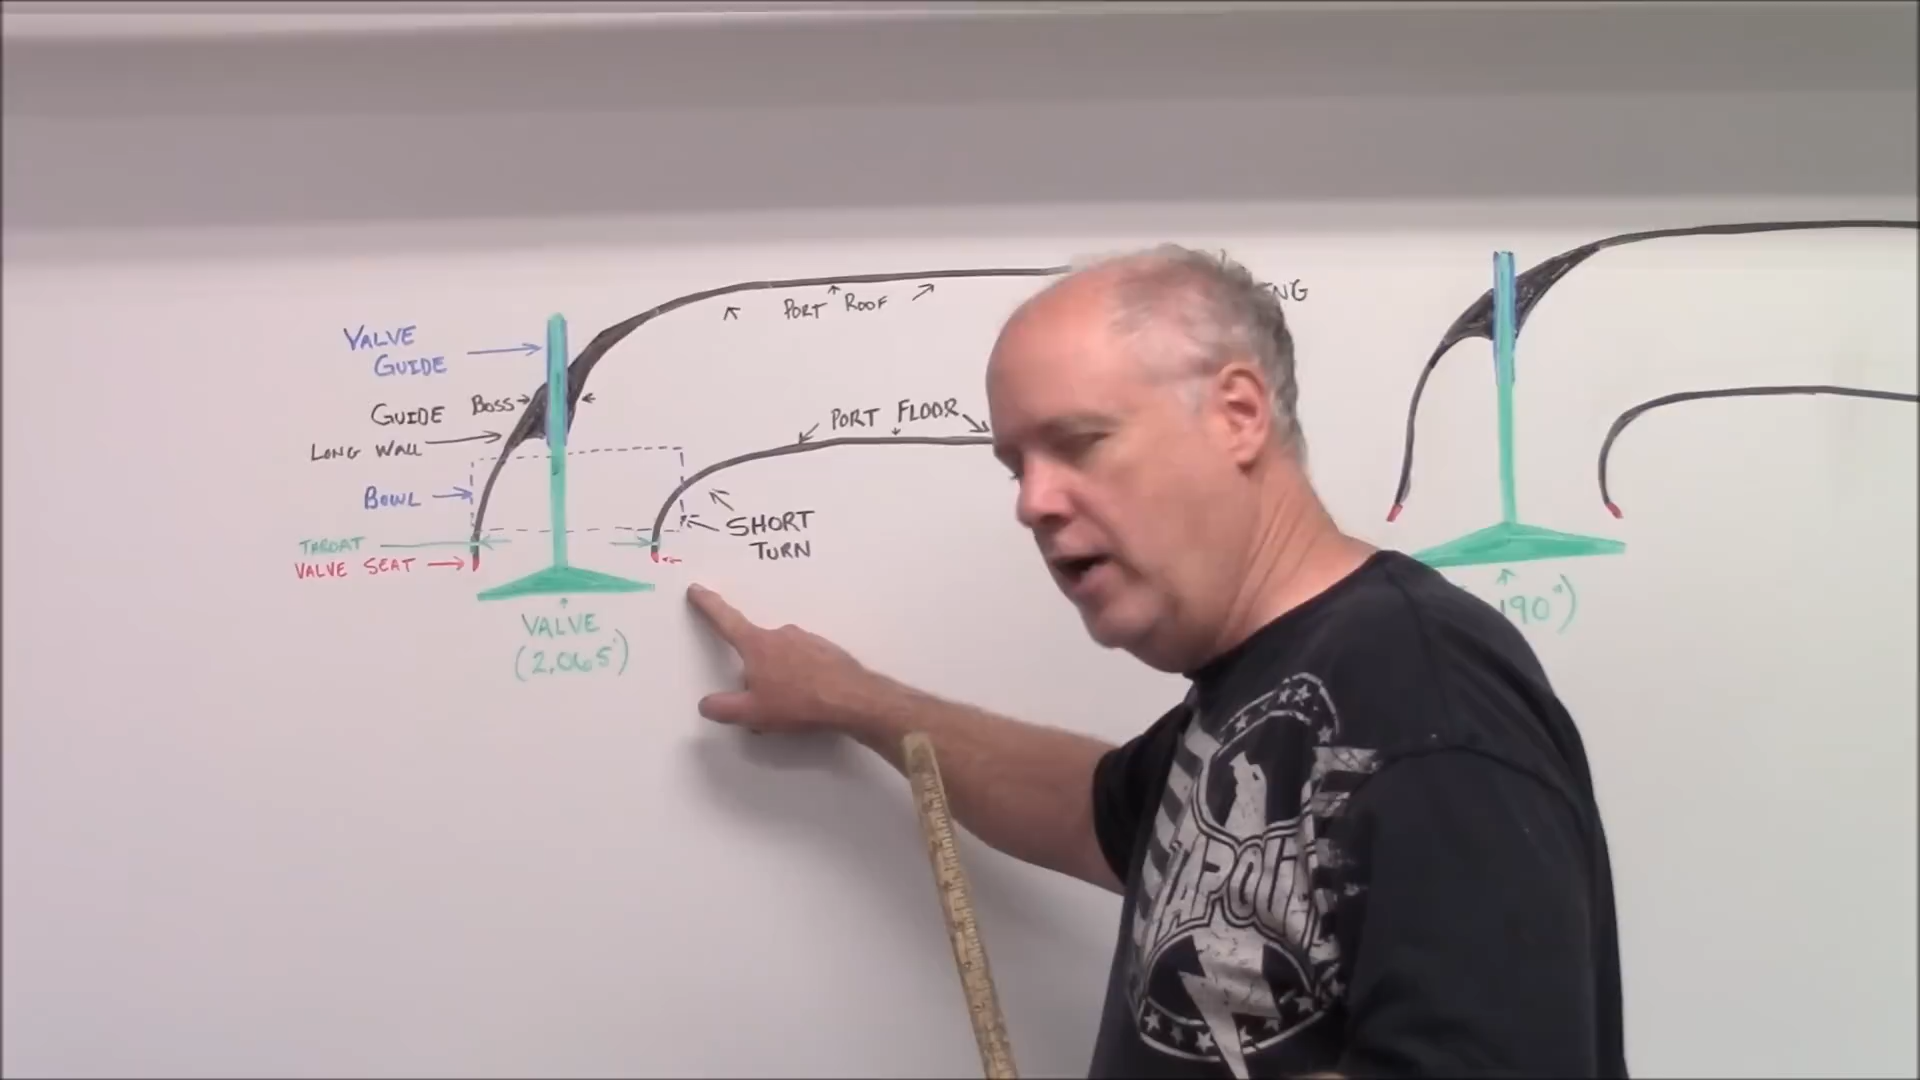 PORT ROOF
NG
VALVE
GUIDE
GUIDE BOSS
LONG WALL
PORT FLOOR
BOWL
SHORT
TURN
THROAT
VALVE SEAT
VALVE
(2.065")
190")
TAPOUT